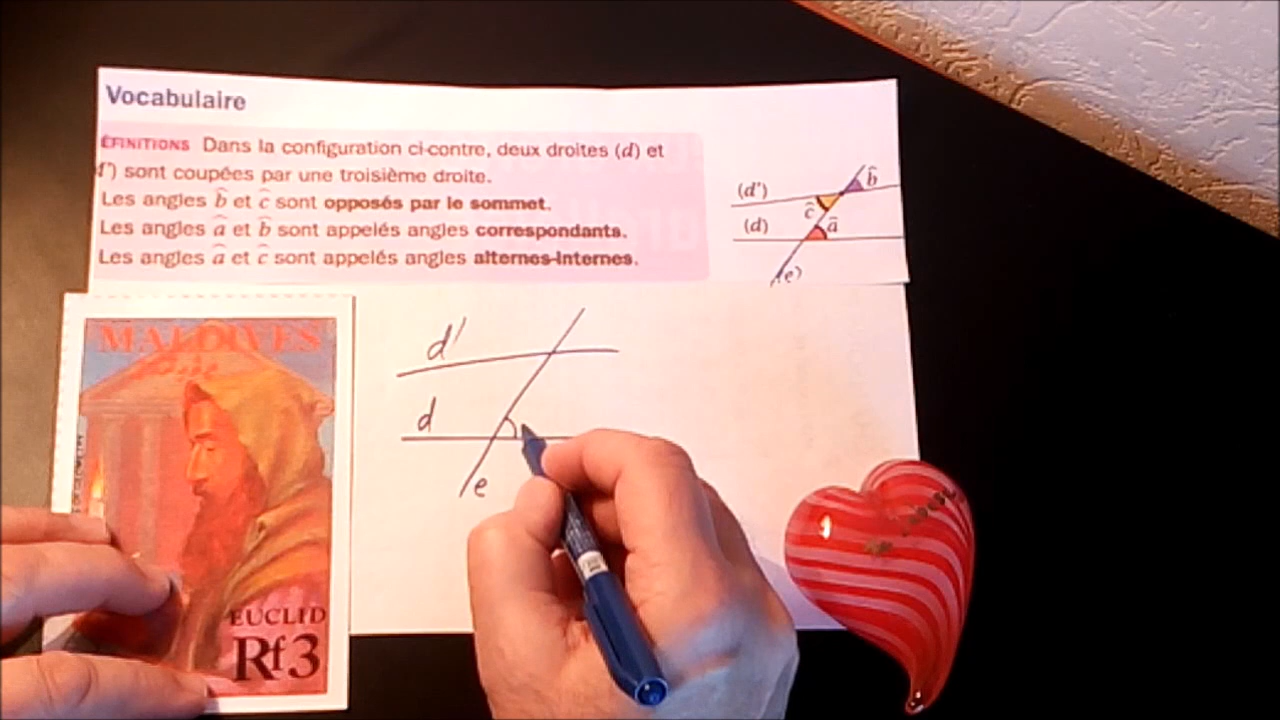 Vocabulaire
ÉFINITIONS Dans la configuration ci-contre, deux droites (d) et
d') sont coupées par une troisième droite.
Les angles b̂ et ĉ sont opposés par le sommet.
Les angles â et b̂ sont appelés angles correspondants.
Les angles â et ĉ sont appelés angles alternes-internes.
(d') b̂
ĉ
(d) â
(e)
d'
d
e
MALDIVES
EUCLID
Rf3